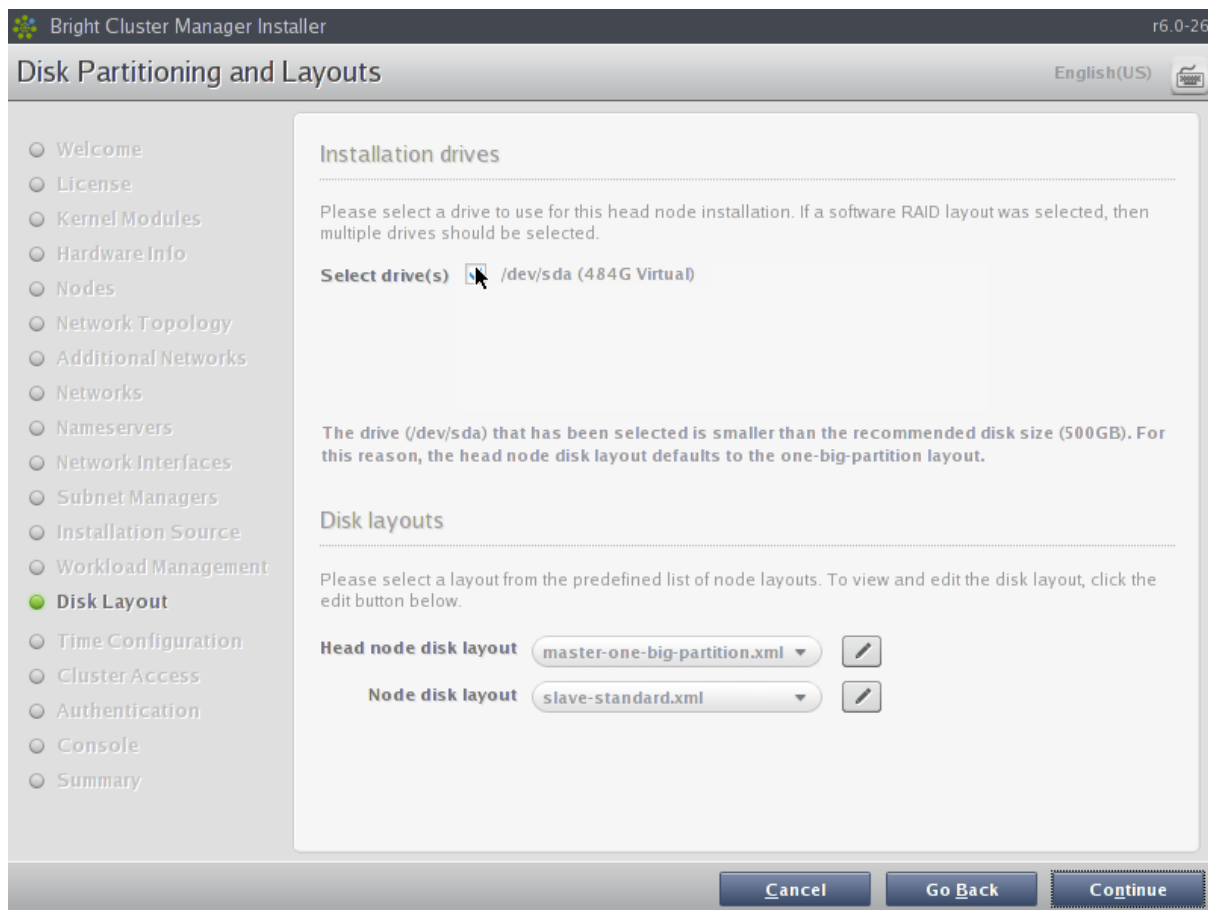 Bright Cluster Manager Installer
r6.0-26
Disk Partitioning and Layouts
English(US)
Welcome
License
Kernel Modules
Hardware Info
Nodes
Network Topology
Additional Networks
Networks
Nameservers
Network Interfaces
Subnet Managers
Installation Source
Workload Management
Disk Layout
Time Configuration
Cluster Access
Authentication
Console
Summary
Installation drives
Please select a drive to use for this head node installation. If a software RAID layout was selected, then
multiple drives should be selected.
Select drive(s) /dev/sda (484G Virtual)
The drive (/dev/sda) that has been selected is smaller than the recommended disk size (500GB). For
this reason, the head node disk layout defaults to the one-big-partition layout.
Disk layouts
Please select a layout from the predefined list of node layouts. To view and edit the disk layout, click the
edit button below.
Head node disk layout master-one-big-partition.xml
Node disk layout slave-standard.xml
Cancel Go Back Continue